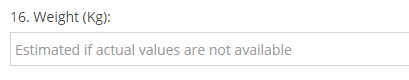 16. Weight (Kg):
Estimated if actual values are not available